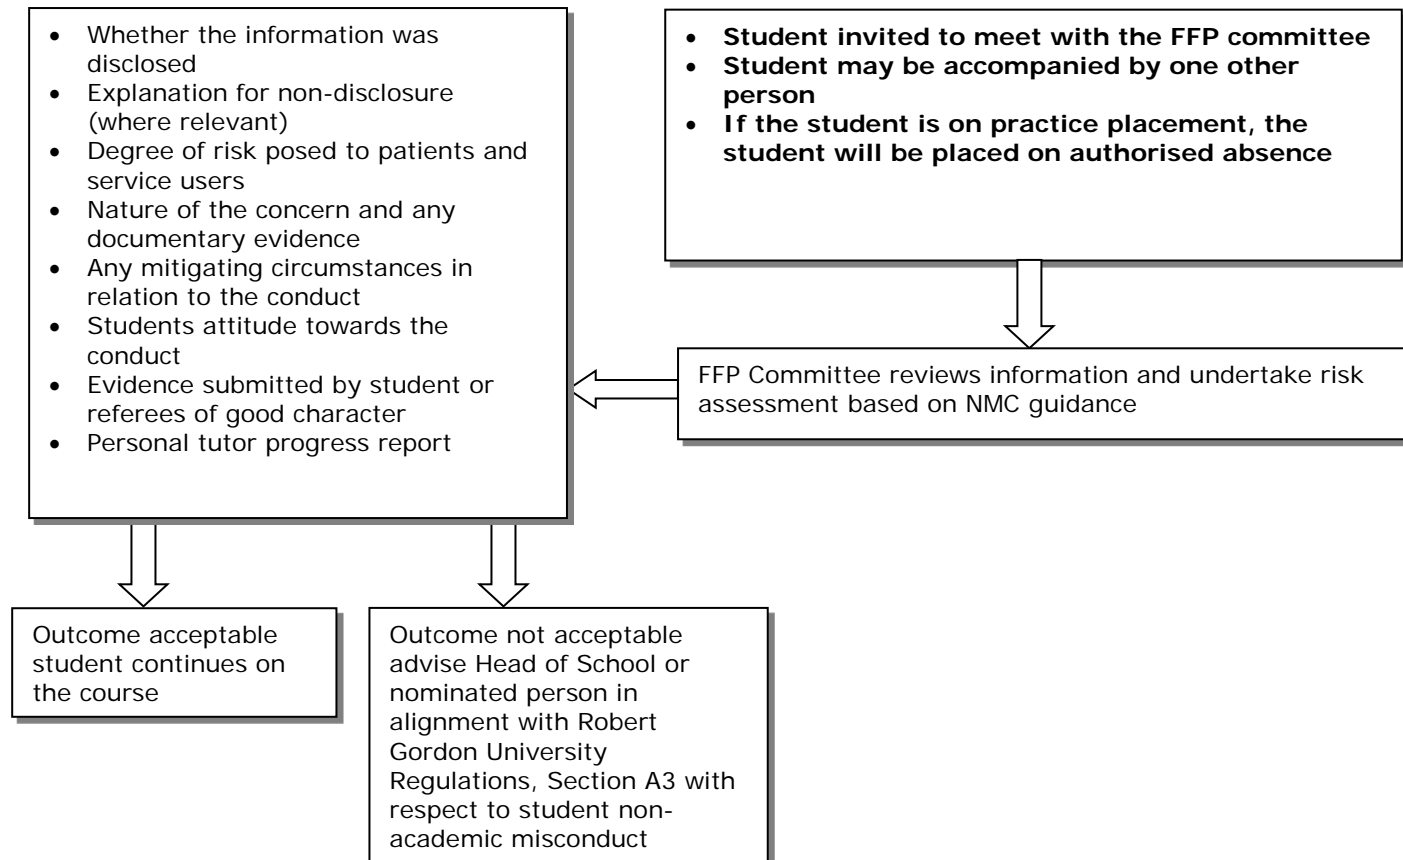 • Whether the information was
disclosed
• Explanation for non-disclosure
(where relevant)
• Degree of risk posed to patients and
service users
• Nature of the concern and any
documentary evidence
• Any mitigating circumstances in
relation to the conduct
• Students attitude towards the
conduct
• Evidence submitted by student or
referees of good character
• Personal tutor progress report
• Student invited to meet with the FFP committee
• Student may be accompanied by one other
person
• If the student is on practice placement, the
student will be placed on authorised absence
FFP Committee reviews information and undertake risk
assessment based on NMC guidance
Outcome acceptable
student continues on
the course
Outcome not acceptable
advise Head of School or
nominated person in
alignment with Robert
Gordon University
Regulations, Section A3 with
respect to student non-
academic misconduct